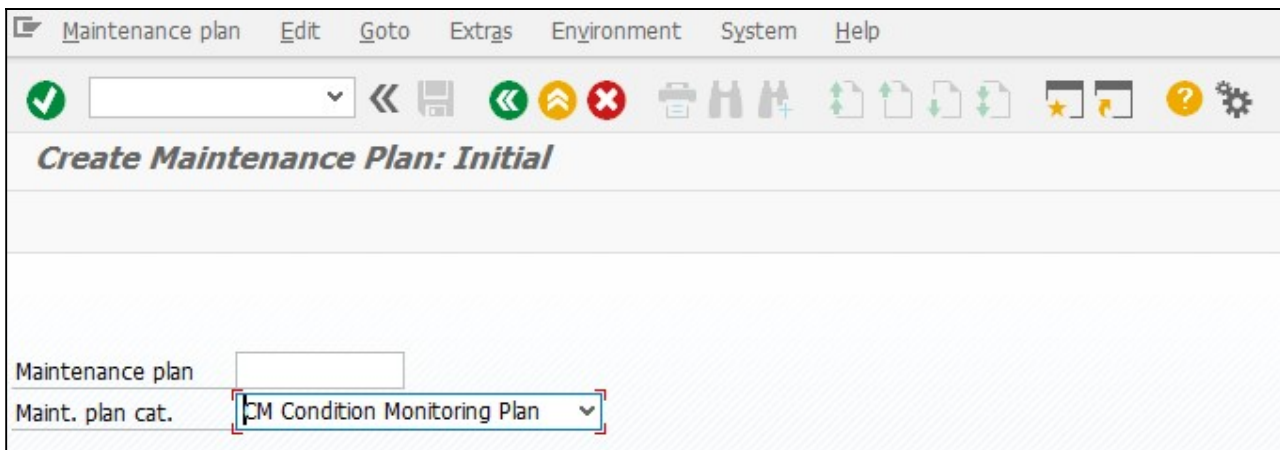 Maintenance plan Edit Goto Extras Environment System Help
Create Maintenance Plan: Initial
Maintenance plan
Maint. plan cat. CM Condition Monitoring Plan